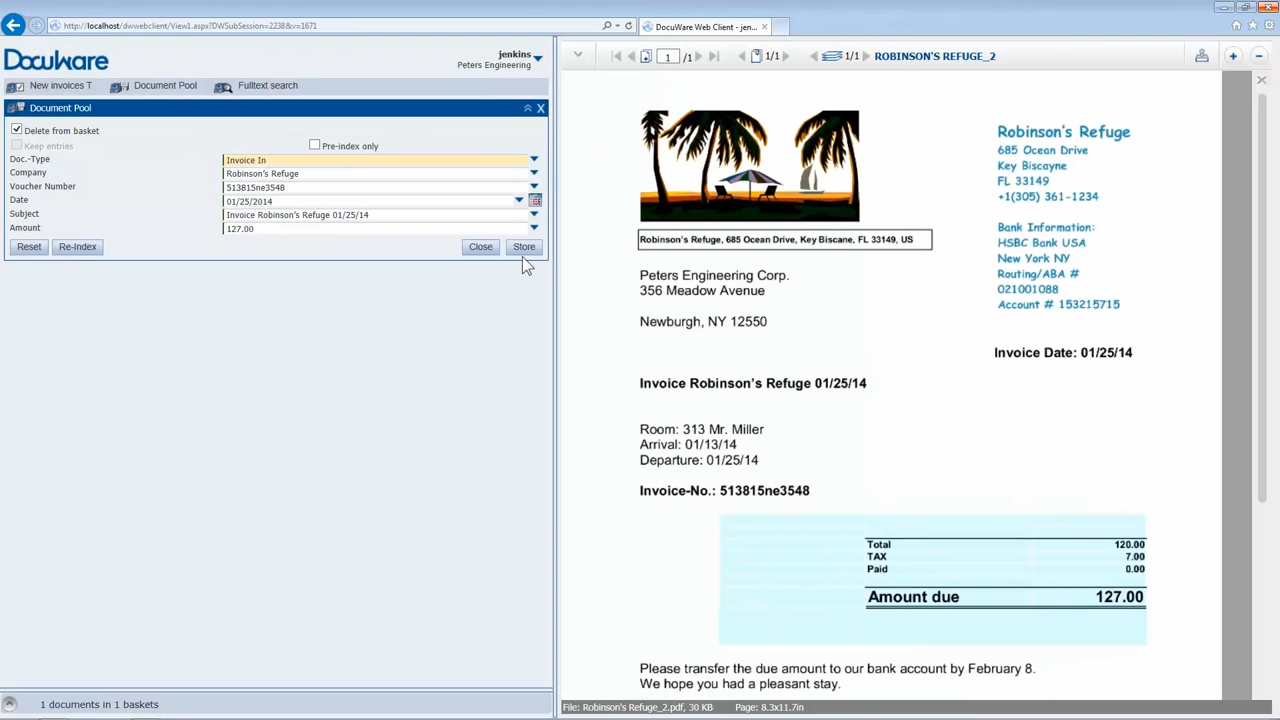 http://localhost/dwwebclient/View1.aspx?DWSubSession=2238&v=1671
DocuWare Web Client - jen...
DocuWare
jenkins
Peters Engineering
New invoices T
Document Pool
Fulltext search
Document Pool
Delete from basket
Keep entries
Pre-index only
Doc.-Type Invoice In
Company Robinson's Refuge
Voucher Number 513815ne3548
Date 01/25/2014
Subject Invoice Robinson's Refuge 01/25/14
Amount 127.00
Reset Re-Index Close Store
1 documents in 1 baskets
1 /1 1/1 1/1 ROBINSON'S REFUGE_2
Robinson's Refuge
685 Ocean Drive
Key Biscayne
FL 33149
+1(305) 361-1234
Bank Information:
HSBC Bank USA
New York NY
Routing/ABA #
021001088
Account # 153215715
Robinson's Refuge, 685 Ocean Drive, Key Biscane, FL 33149, US
Peters Engineering Corp.
356 Meadow Avenue
Newburgh, NY 12550
Invoice Date: 01/25/14
Invoice Robinson's Refuge 01/25/14
Room: 313 Mr. Miller
Arrival: 01/13/14
Departure: 01/25/14
Invoice-No.: 513815ne3548
Total 120.00
TAX 7.00
Paid 0.00
Amount due 127.00
Please transfer the due amount to our bank account by February 8.
We hope you had a pleasant stay.
File: Robinson's Refuge_2.pdf, 30 KB Page: 8.3x11.7in